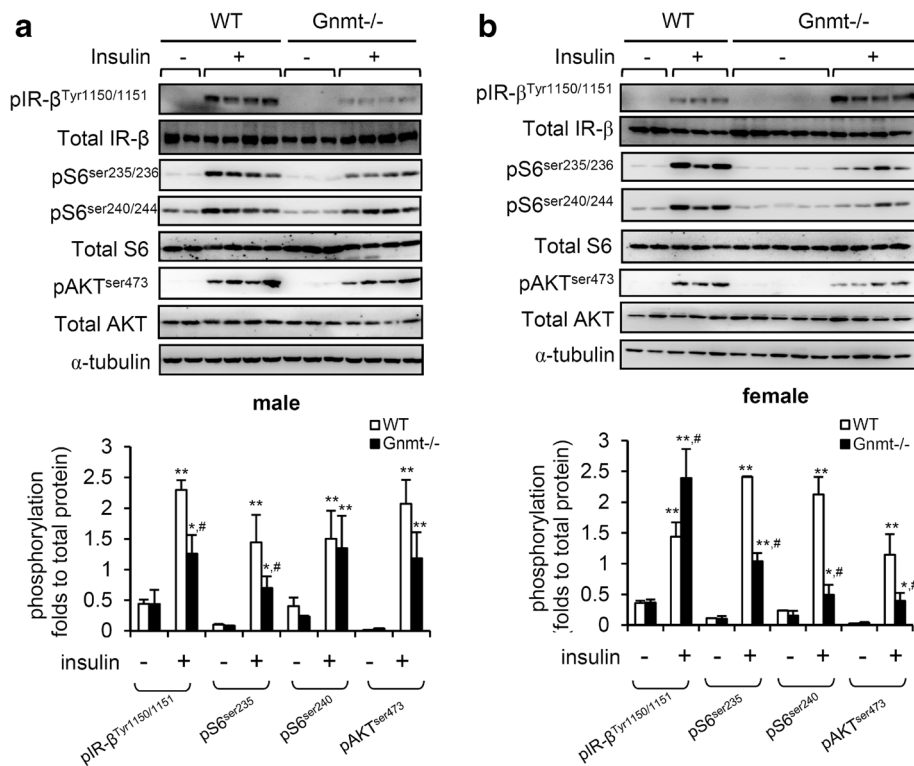 a
WT Gnmt-/-
Insulin - + - +
pIR-βTyr1150/1151
Total IR-β
pS6ser235/236
pS6ser240/244
Total S6
pAKTser473
Total AKT
α-tubulin
male
WT
Gnmt-/-
phosphorylation
folds to total protein)
3
2.5
2
1.5
1
0.5
0
** *,# ** *,# ** ** ** **
insulin - + - + - + - +
pIR-βTyr1150/1151
pS6ser235
pS6ser240
pAKTser473
b
WT Gnmt-/-
Insulin - + - +
pIR-βTyr1150/1151
Total IR-β
pS6ser235/236
pS6ser240/244
Total S6
pAKTser473
Total AKT
α-tubulin
female
WT
Gnmt-/-
phosphorylation
(folds to total protein)
3
2.5
2
1.5
1
0.5
0
** **,# ** **,# ** *,# ** *,#
insulin - + - + - + - +
pIR-βTyr1150/1151
pS6ser235
pS6ser240
pAKTser473